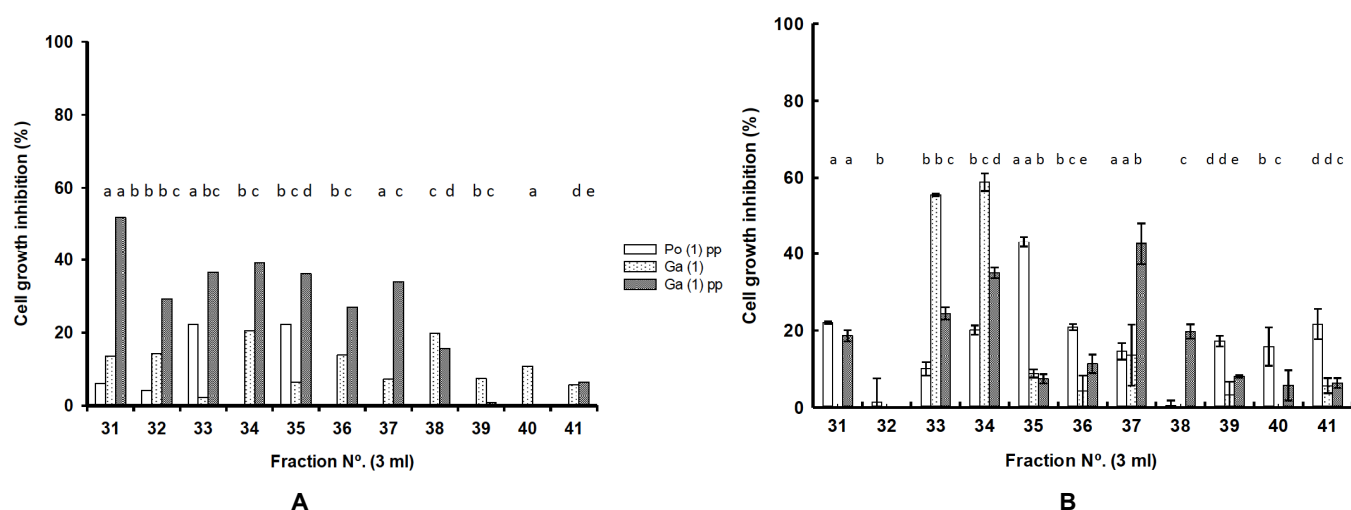 100
80
60
40
20
0
Cell growth inhibition (%)
a a b b b c a bc b c b c d b c a c c d b c a d e
31 32 33 34 35 36 37 38 39 40 41
Fraction Nº. (3 ml)
A
Po (1) pp
Ga (1)
Ga (1) pp
100
80
60
40
20
0
Cell growth inhibition (%)
a a b b b c b c d a a b b c e a a b c d d e b c d d c
31 32 33 34 35 36 37 38 39 40 41
Fraction Nº. (3 ml)
B